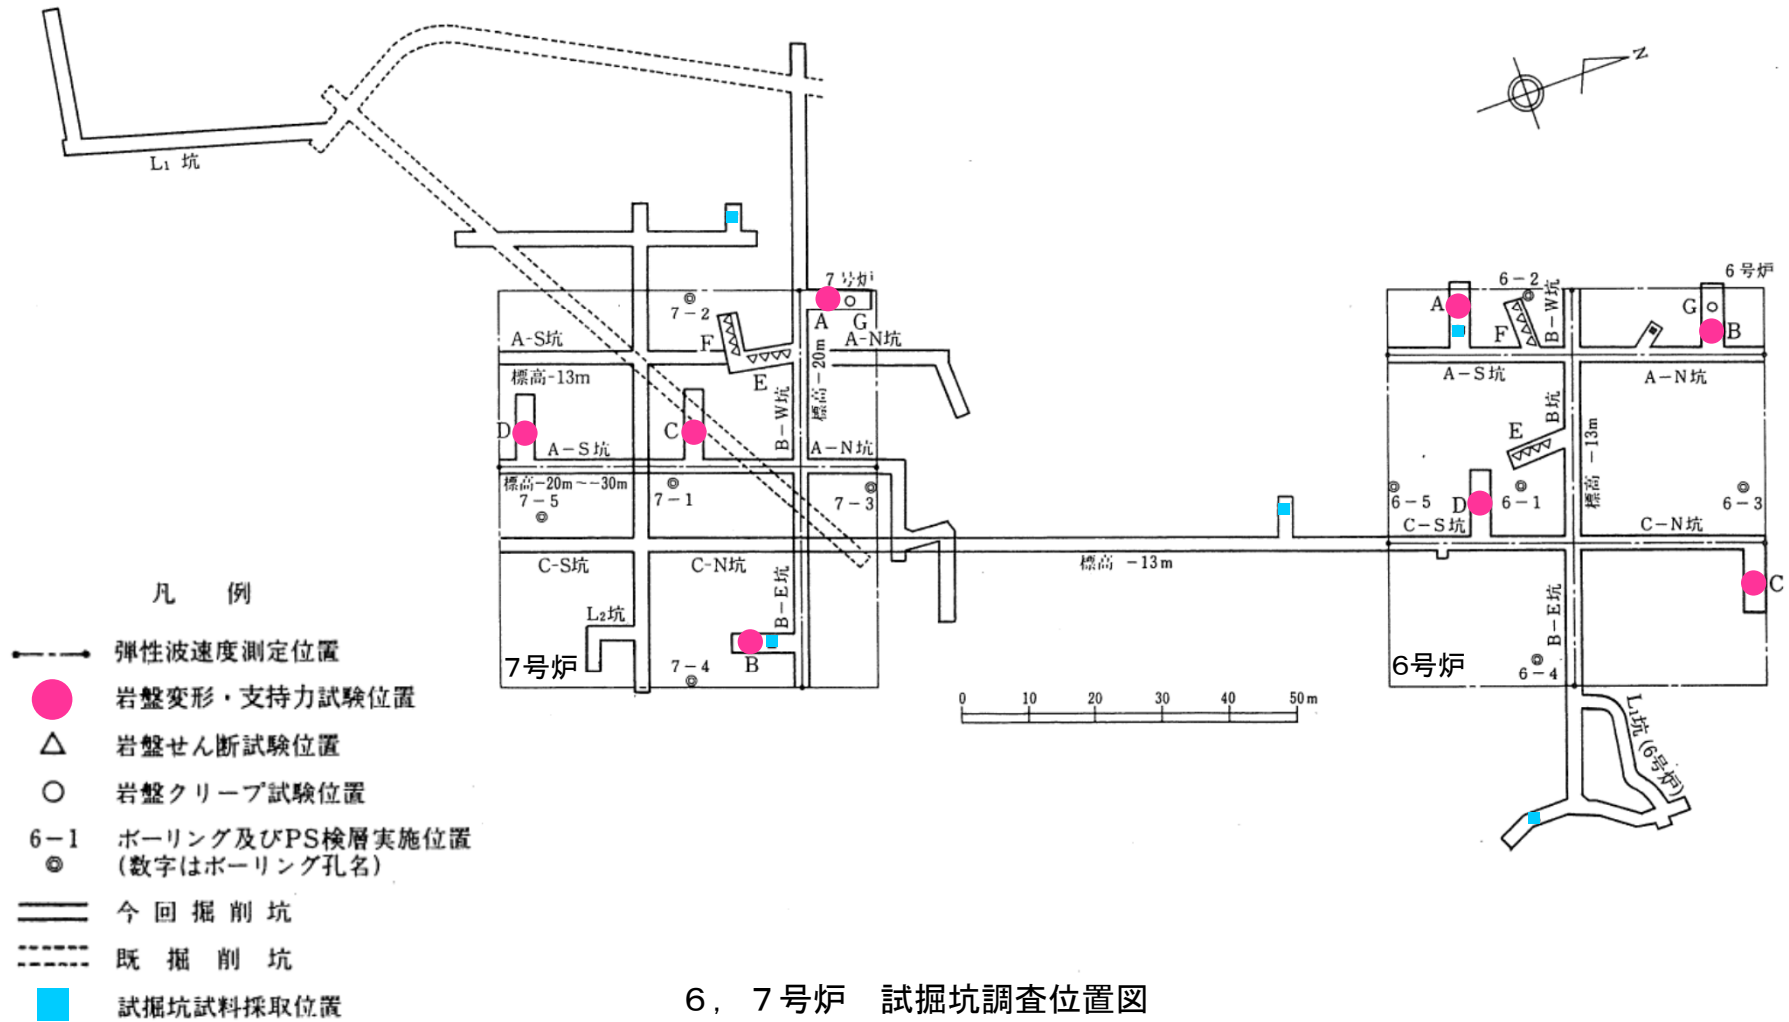 N
L₁ 坑
7号炉
6号炉
7−2
A
G
F
A-S坑
A-N坑
標高-13m
E
標高−20m
B−W坑
D
C
A−S坑
A−N坑
標高-20m〜-30m
7−5
7−1
7−3
C-S坑
C-N坑
B−E坑
L₂坑
7号炉
B
7−4
標高 −13m
6−2
A
F
B−W坑
G
B
A−S坑
A−N坑
B坑
E
標高 −13m
6−5
D
6−1
6−3
C−S坑
C−N坑
C
B−E坑
6号炉
6−4
L₁坑(6号炉)
0 10 20 30 40 50m
凡 例
弾性波速度測定位置
岩盤変形・支持力試験位置
岩盤せん断試験位置
岩盤クリープ試験位置
6−1 ボーリング及びPS検層実施位置
(数字はボーリング孔名)
今回掘削坑
既掘削坑
試掘坑試料採取位置
6,7号炉 試掘坑調査位置図